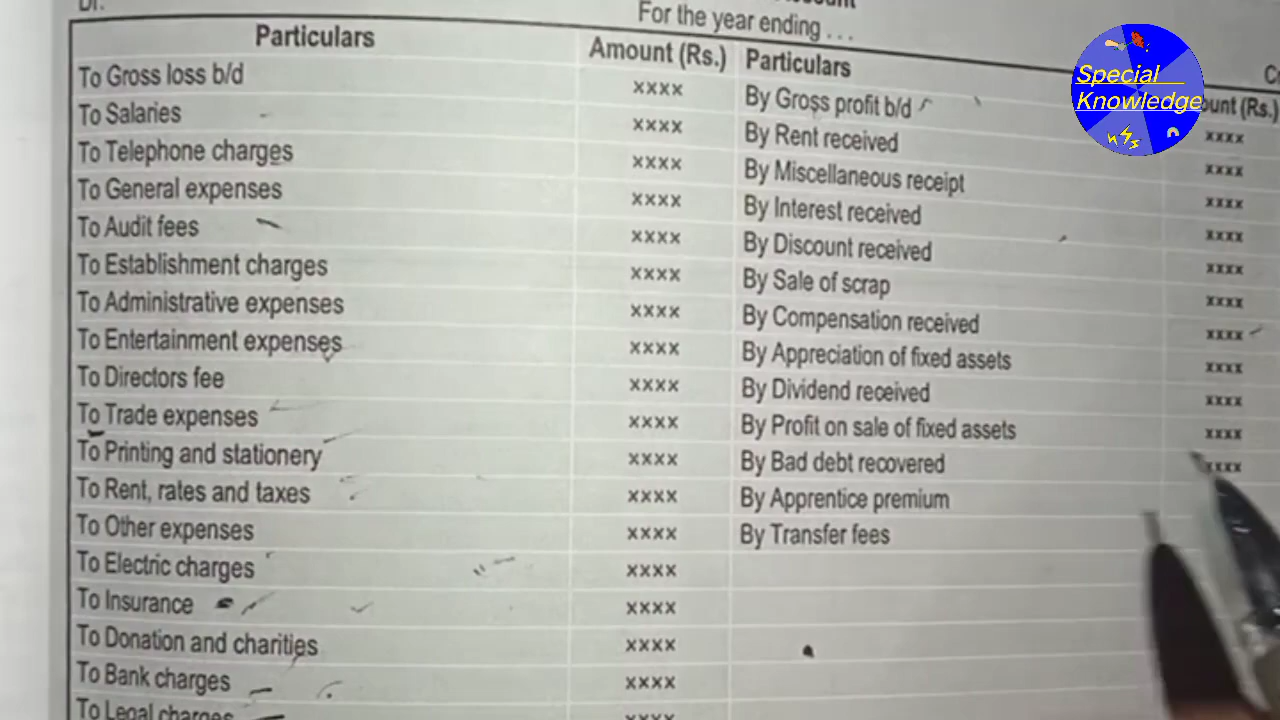 Dr.
For the year ending . . .
Particulars Amount (Rs.) Particulars
Special
Knowledge
To Gross loss b/d xxxx By Gross profit b/d xxxx
To Salaries xxxx By Rent received xxxx
To Telephone charges xxxx By Miscellaneous receipt xxxx
To General expenses xxxx By Interest received xxxx
To Audit fees xxxx By Discount received xxxx
To Establishment charges xxxx By Sale of scrap xxxx
To Administrative expenses xxxx By Compensation received xxxx
To Entertainment expenses xxxx By Appreciation of fixed assets xxxx
To Directors fee xxxx By Dividend received xxxx
To Trade expenses xxxx By Profit on sale of fixed assets xxxx
To Printing and stationery xxxx By Bad debt recovered xxxx
To Rent, rates and taxes xxxx By Apprentice premium
To Other expenses xxxx By Transfer fees
To Electric charges xxxx
To Insurance xxxx
To Donation and charities xxxx
To Bank charges xxxx
To Legal charges xxxx